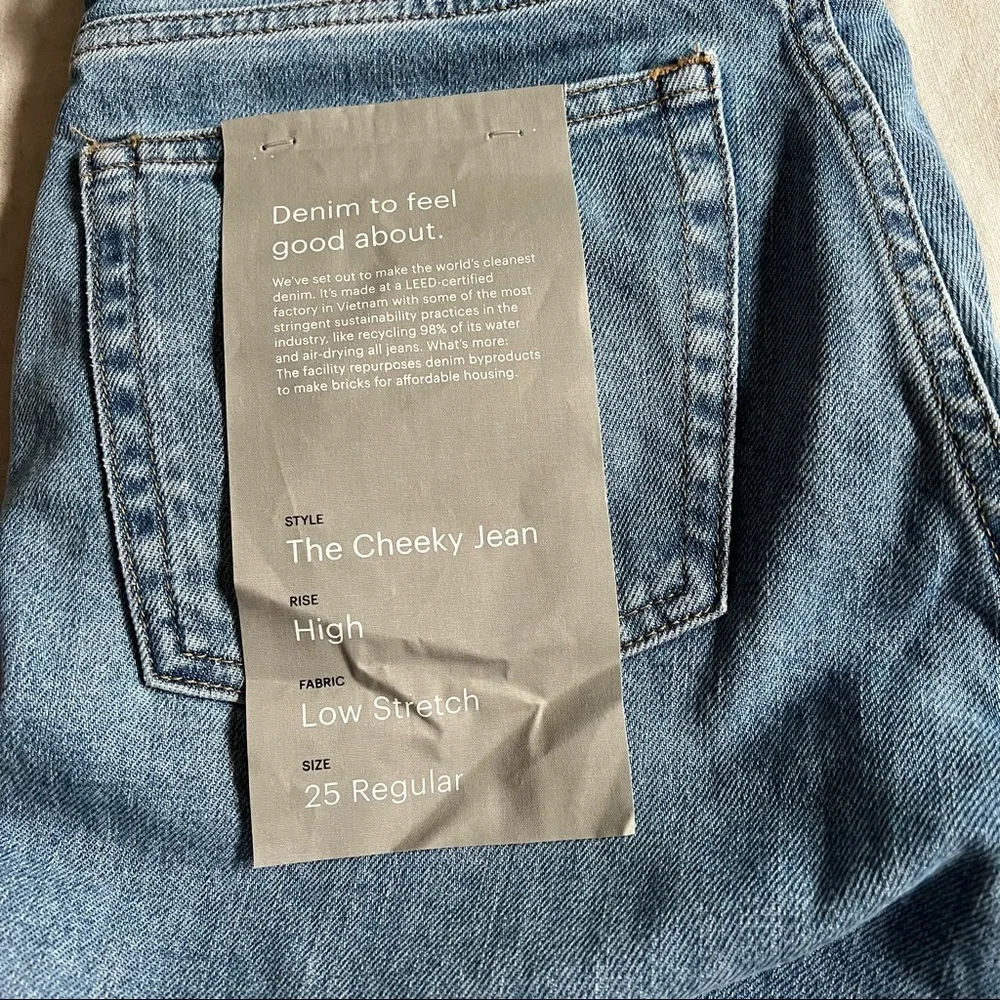 Denim to feel
good about.
We've set out to make the world's cleanest
denim. It's made at a LEED-certified
factory in Vietnam with some of the most
stringent sustainability practices in the
industry, like recycling 98% of its water
and air-drying all jeans. What's more:
The facility repurposes denim byproducts
to make bricks for affordable housing.
STYLE
The Cheeky Jean
RISE
High
FABRIC
Low Stretch
SIZE
25 Regular